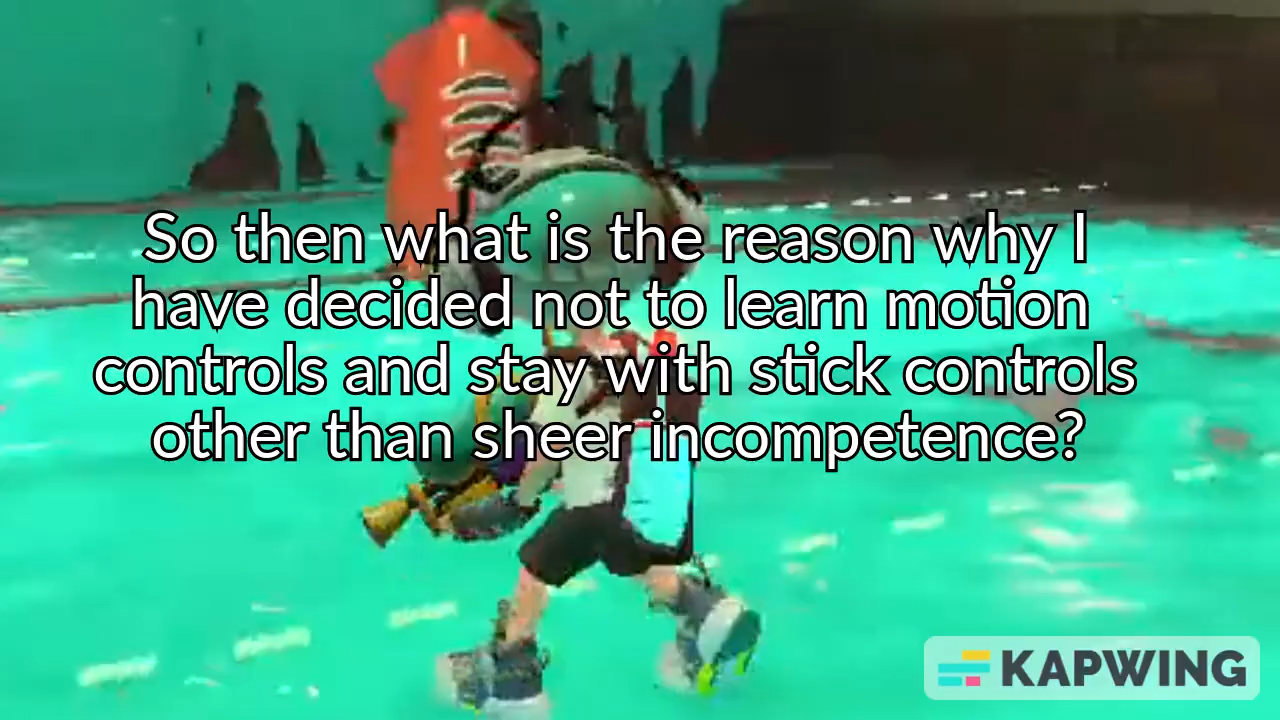 So then what is the reason why I
have decided not to learn motion
controls and stay with stick controls
other than sheer incompetence?
KAPWING